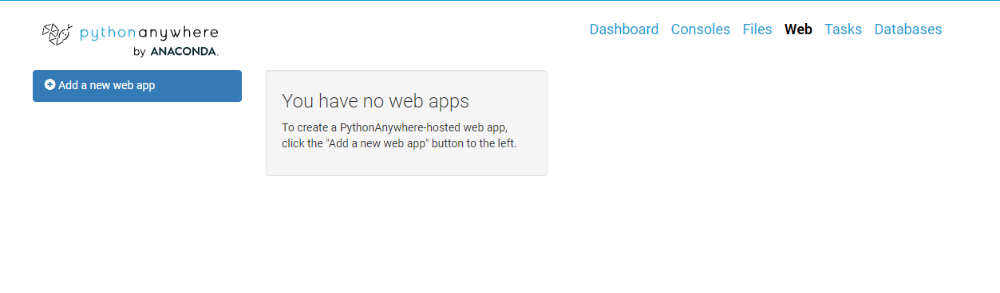 pythonanywhere
by ANACONDA.
Dashboard Consoles Files Web Tasks Databases
Add a new web app
You have no web apps
To create a PythonAnywhere-hosted web app,
click the "Add a new web app" button to the left.